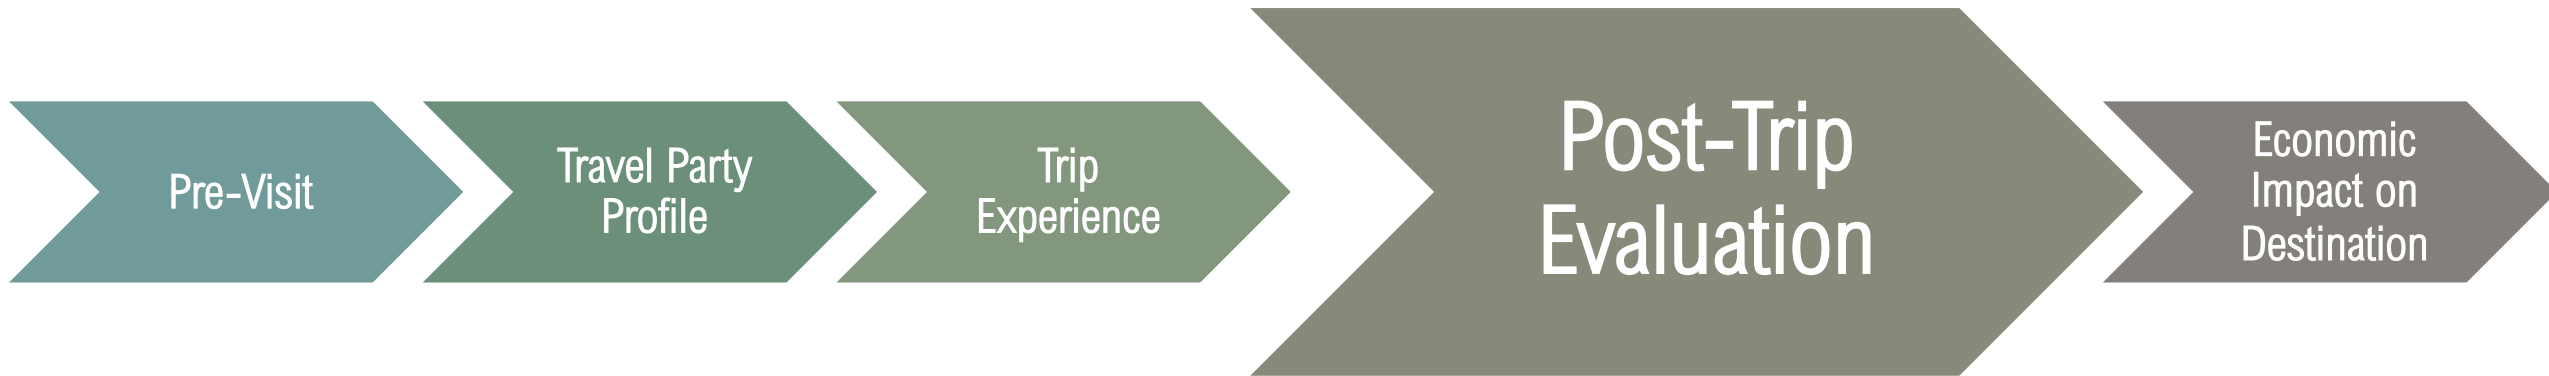 Pre-Visit
Travel Party
Profile
Trip
Experience
Post-Trip
Evaluation
Economic
Impact on
Destination